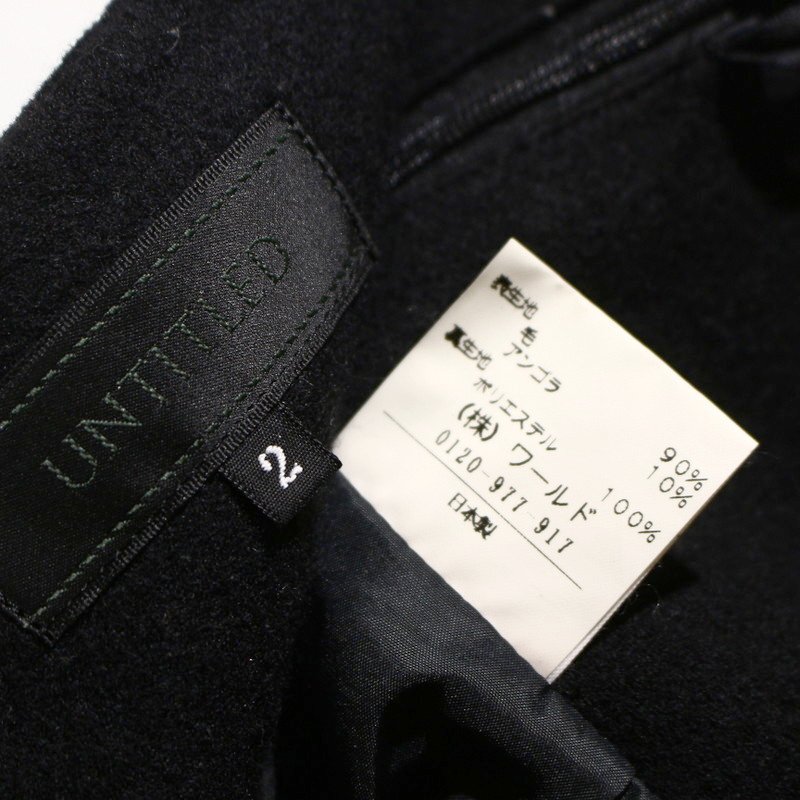 UNTITLED
2
表生地
毛 90%
アンゴラ 10%
裏生地
ポリエステル 100%
(株)ワールド
0120-977-917
日本製